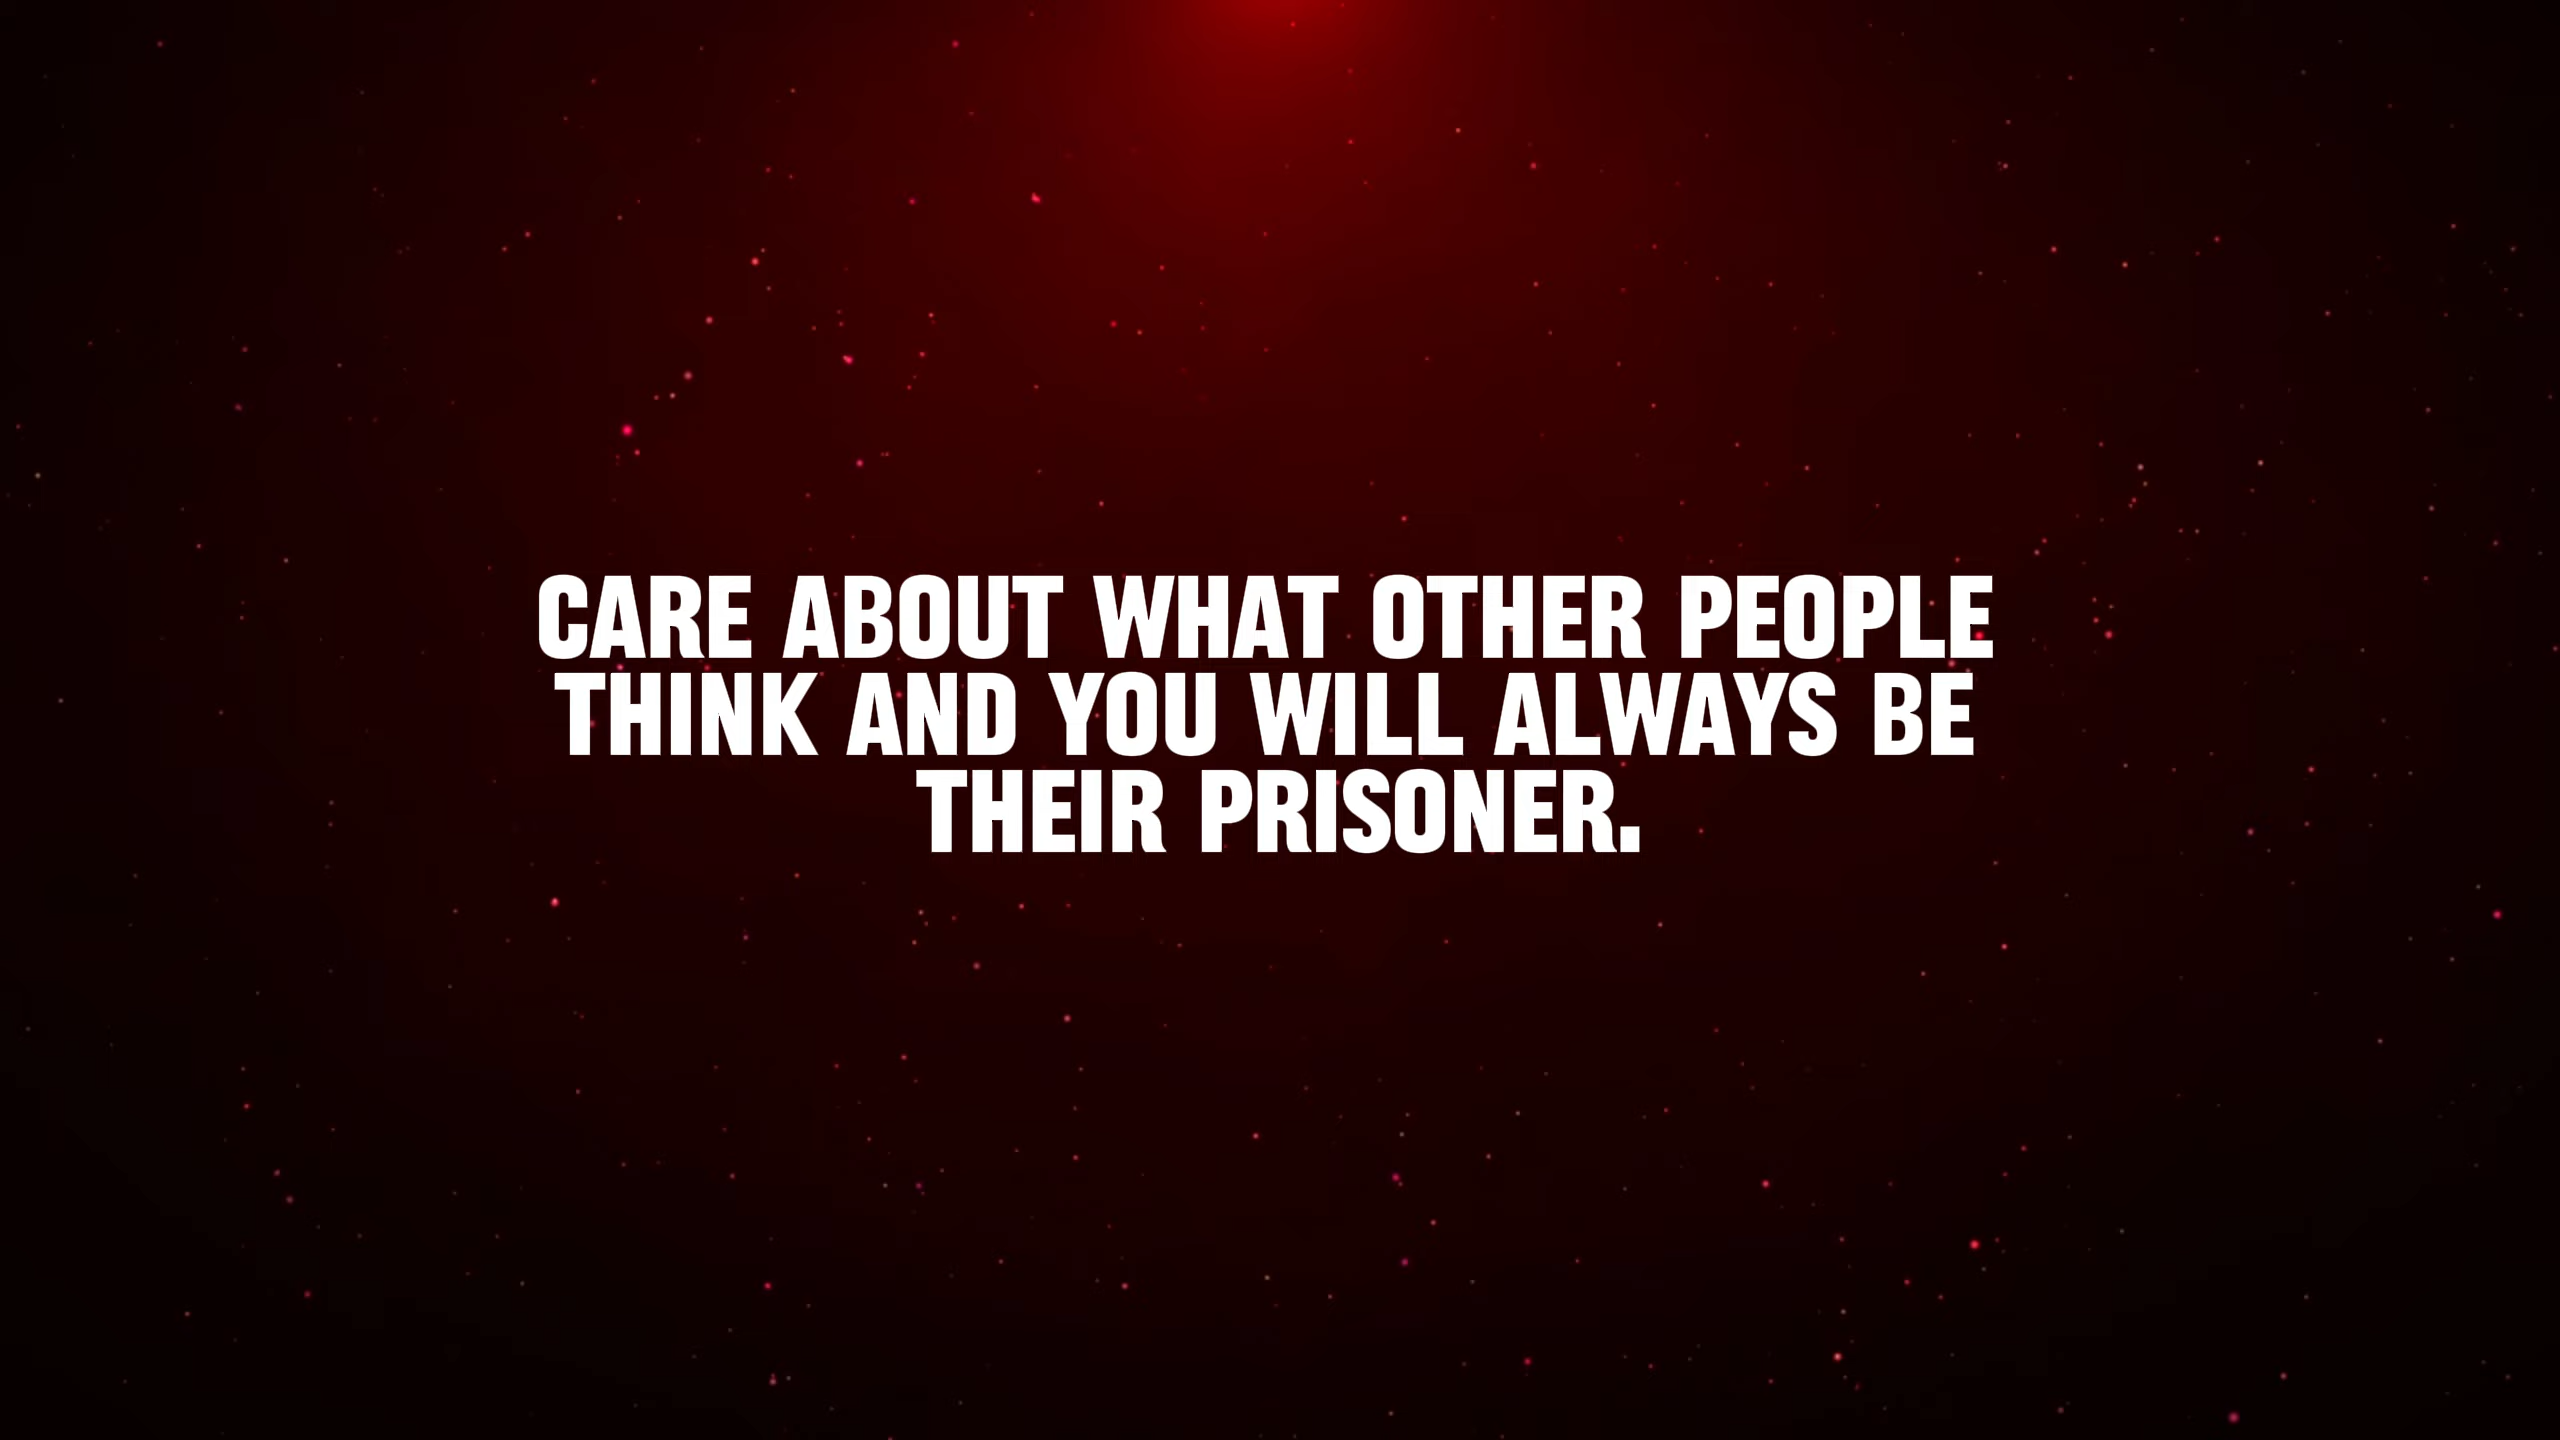 CARE ABOUT WHAT OTHER PEOPLE
THINK AND YOU WILL ALWAYS BE
THEIR PRISONER.